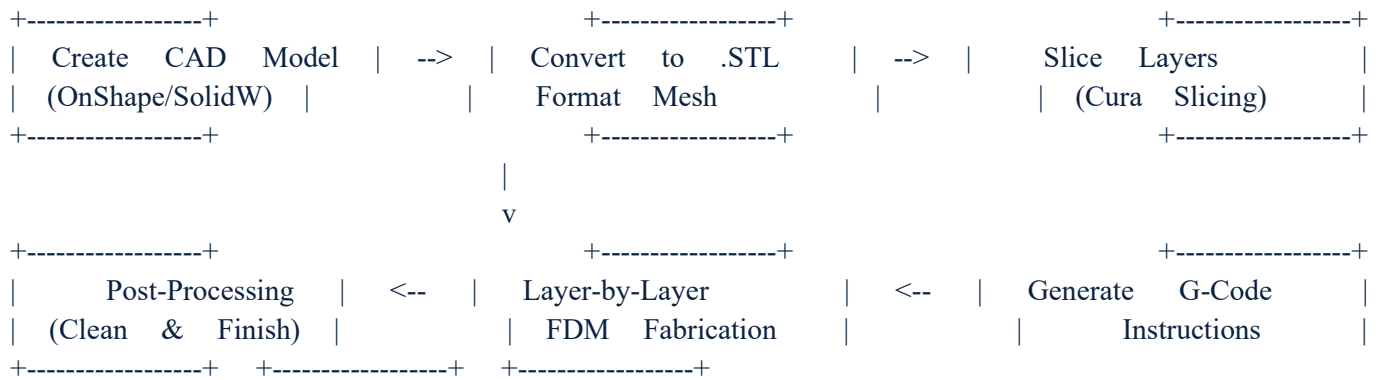 +------------------+ +------------------+ +------------------+
| Create CAD Model | --> | Convert to .STL | --> | Slice Layers |
| (OnShape/SolidW) | | Format Mesh | | (Cura Slicing) |
+------------------+ +------------------+ +------------------+
|
v
+------------------+ +------------------+ +------------------+
| Post-Processing | <-- | Layer-by-Layer | <-- | Generate G-Code |
| (Clean & Finish) | | FDM Fabrication | | Instructions |
+------------------+ +------------------+ +------------------+